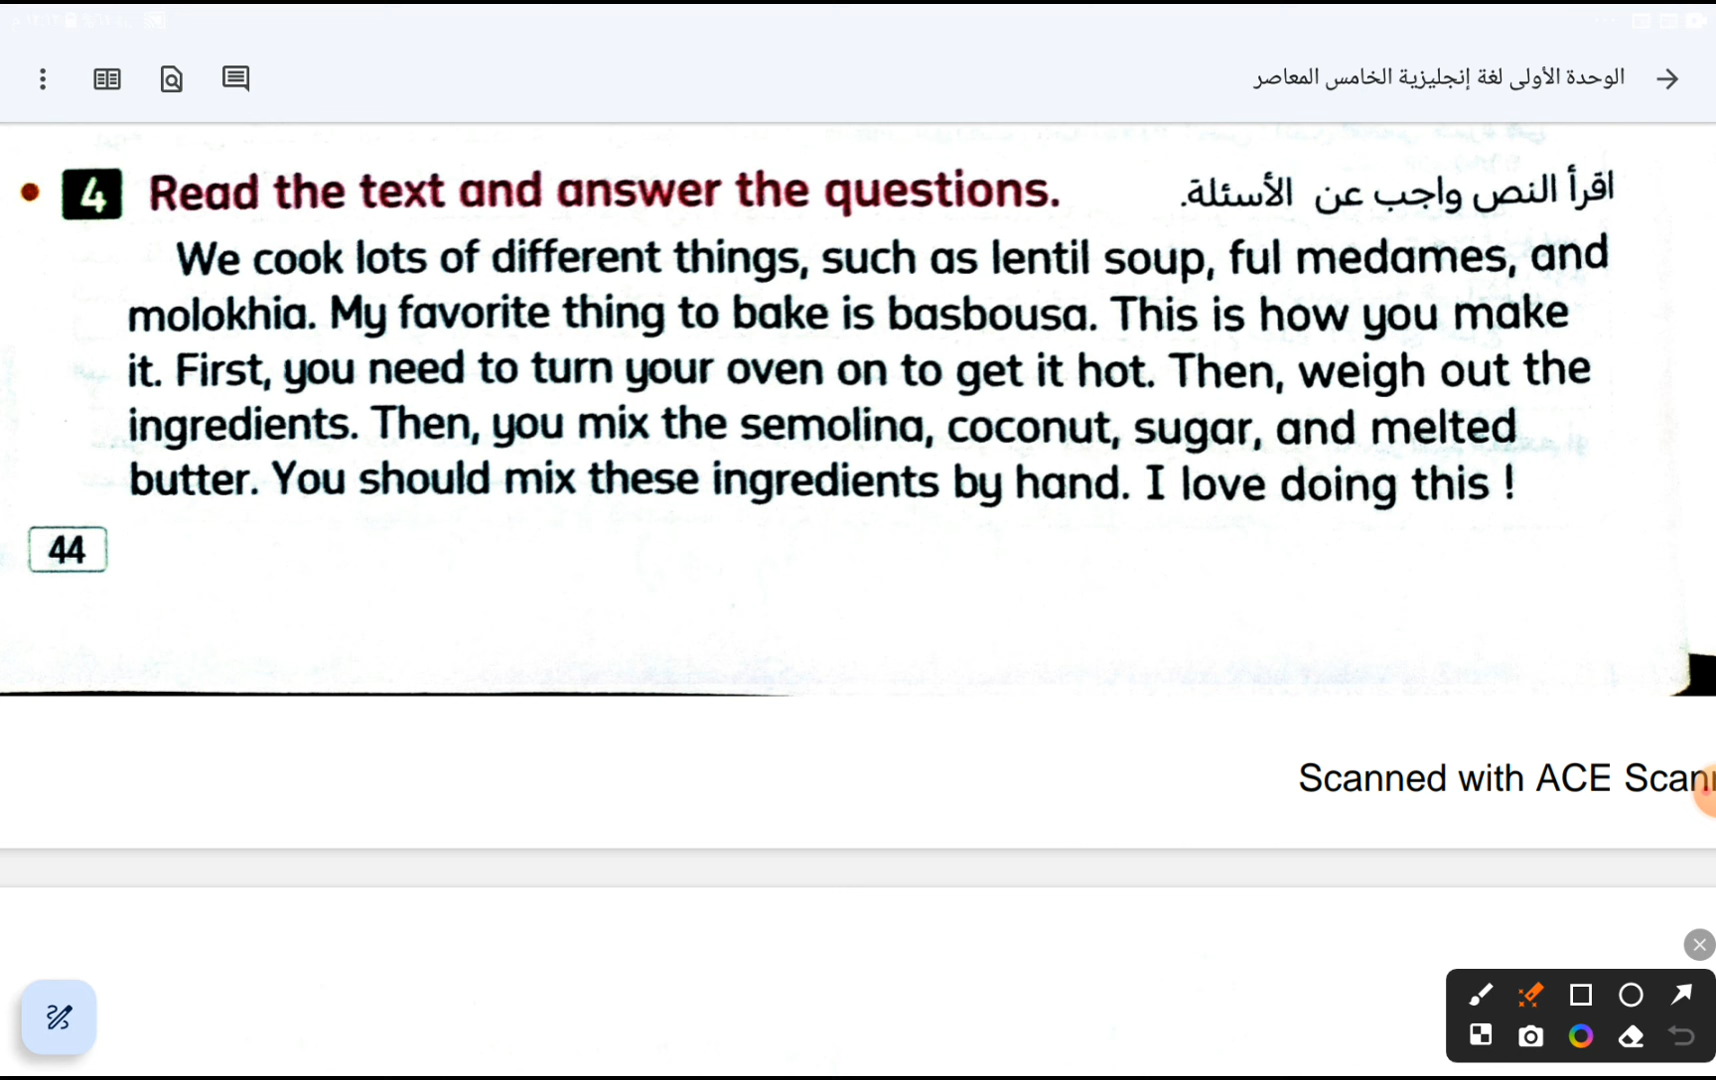 الوحدة الأولى لغة إنجليزية الخامس المعاصر
4 Read the text and answer the questions. اقرأ النص واجب عن الأسئلة.
We cook lots of different things, such as lentil soup, ful medames, and
molokhia. My favorite thing to bake is basbousa. This is how you make
it. First, you need to turn your oven on to get it hot. Then, weigh out the
ingredients. Then, you mix the semolina, coconut, sugar, and melted
butter. You should mix these ingredients by hand. I love doing this !
44
Scanned with ACE